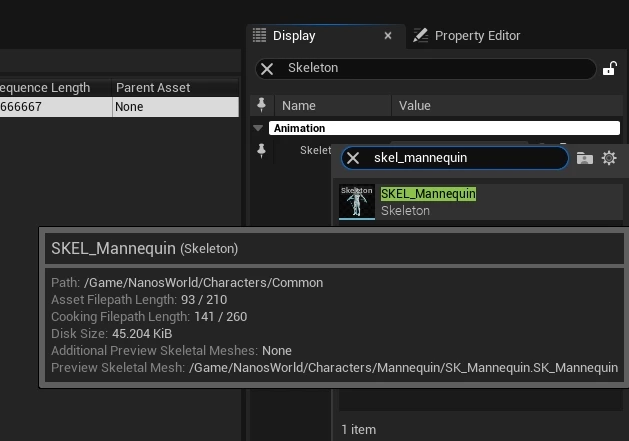 Display
Property Editor
Skeleton
equence Length
Parent Asset
666667
None
Name
Value
Animation
Skelet
skel_mannequin
Skeleton
SKEL_Mannequin
Skeleton
SKEL_Mannequin (Skeleton)
Path: /Game/NanosWorld/Characters/Common
Asset Filepath Length: 93 / 210
Cooking Filepath Length: 141 / 260
Disk Size: 45.204 KiB
Additional Preview Skeletal Meshes: None
Preview Skeletal Mesh: /Game/NanosWorld/Characters/Mannequin/SK_Mannequin.SK_Mannequin
1 item